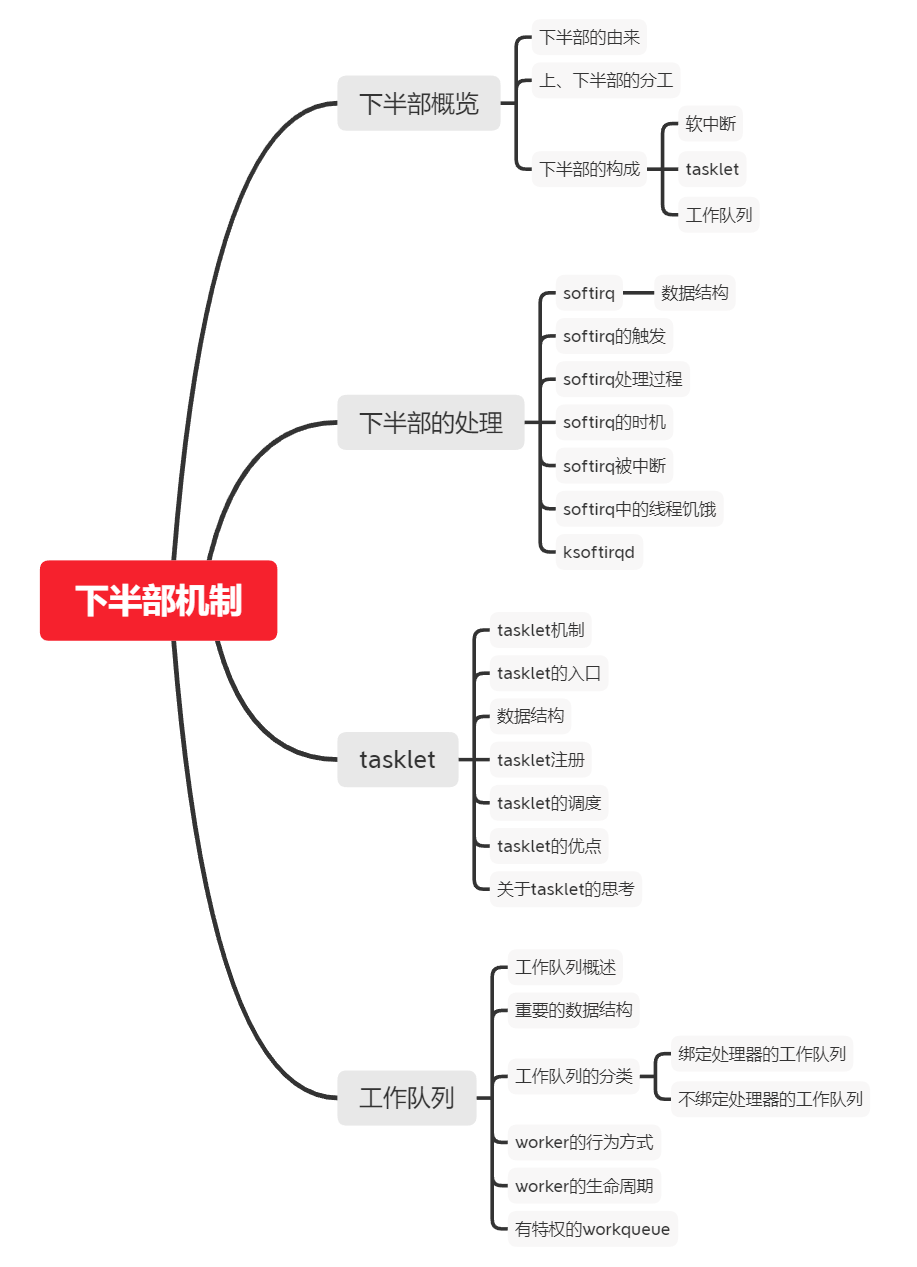 下半部机制
下半部概览
下半部的由来
上、下半部的分工
下半部的构成
软中断
tasklet
工作队列
下半部的处理
softirq
数据结构
softirq的触发
softirq处理过程
softirq的时机
softirq被中断
softirq中的线程饥饿
ksoftirqd
tasklet
tasklet机制
tasklet的入口
数据结构
tasklet注册
tasklet的调度
tasklet的优点
关于tasklet的思考
工作队列
工作队列概述
重要的数据结构
工作队列的分类
绑定处理器的工作队列
不绑定处理器的工作队列
worker的行为方式
worker的生命周期
有特权的workqueue